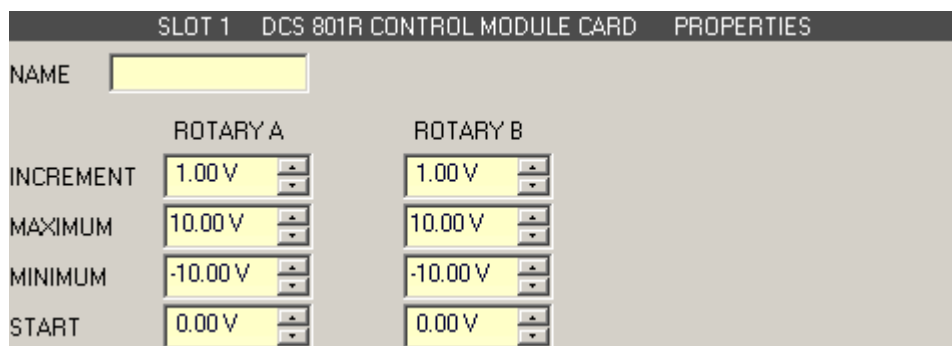 SLOT 1 DCS 801R CONTROL MODULE CARD PROPERTIES
NAME
ROTARY A ROTARY B
INCREMENT 1.00 V 1.00 V
MAXIMUM 10.00 V 10.00 V
MINIMUM -10.00 V -10.00 V
START 0.00 V 0.00 V